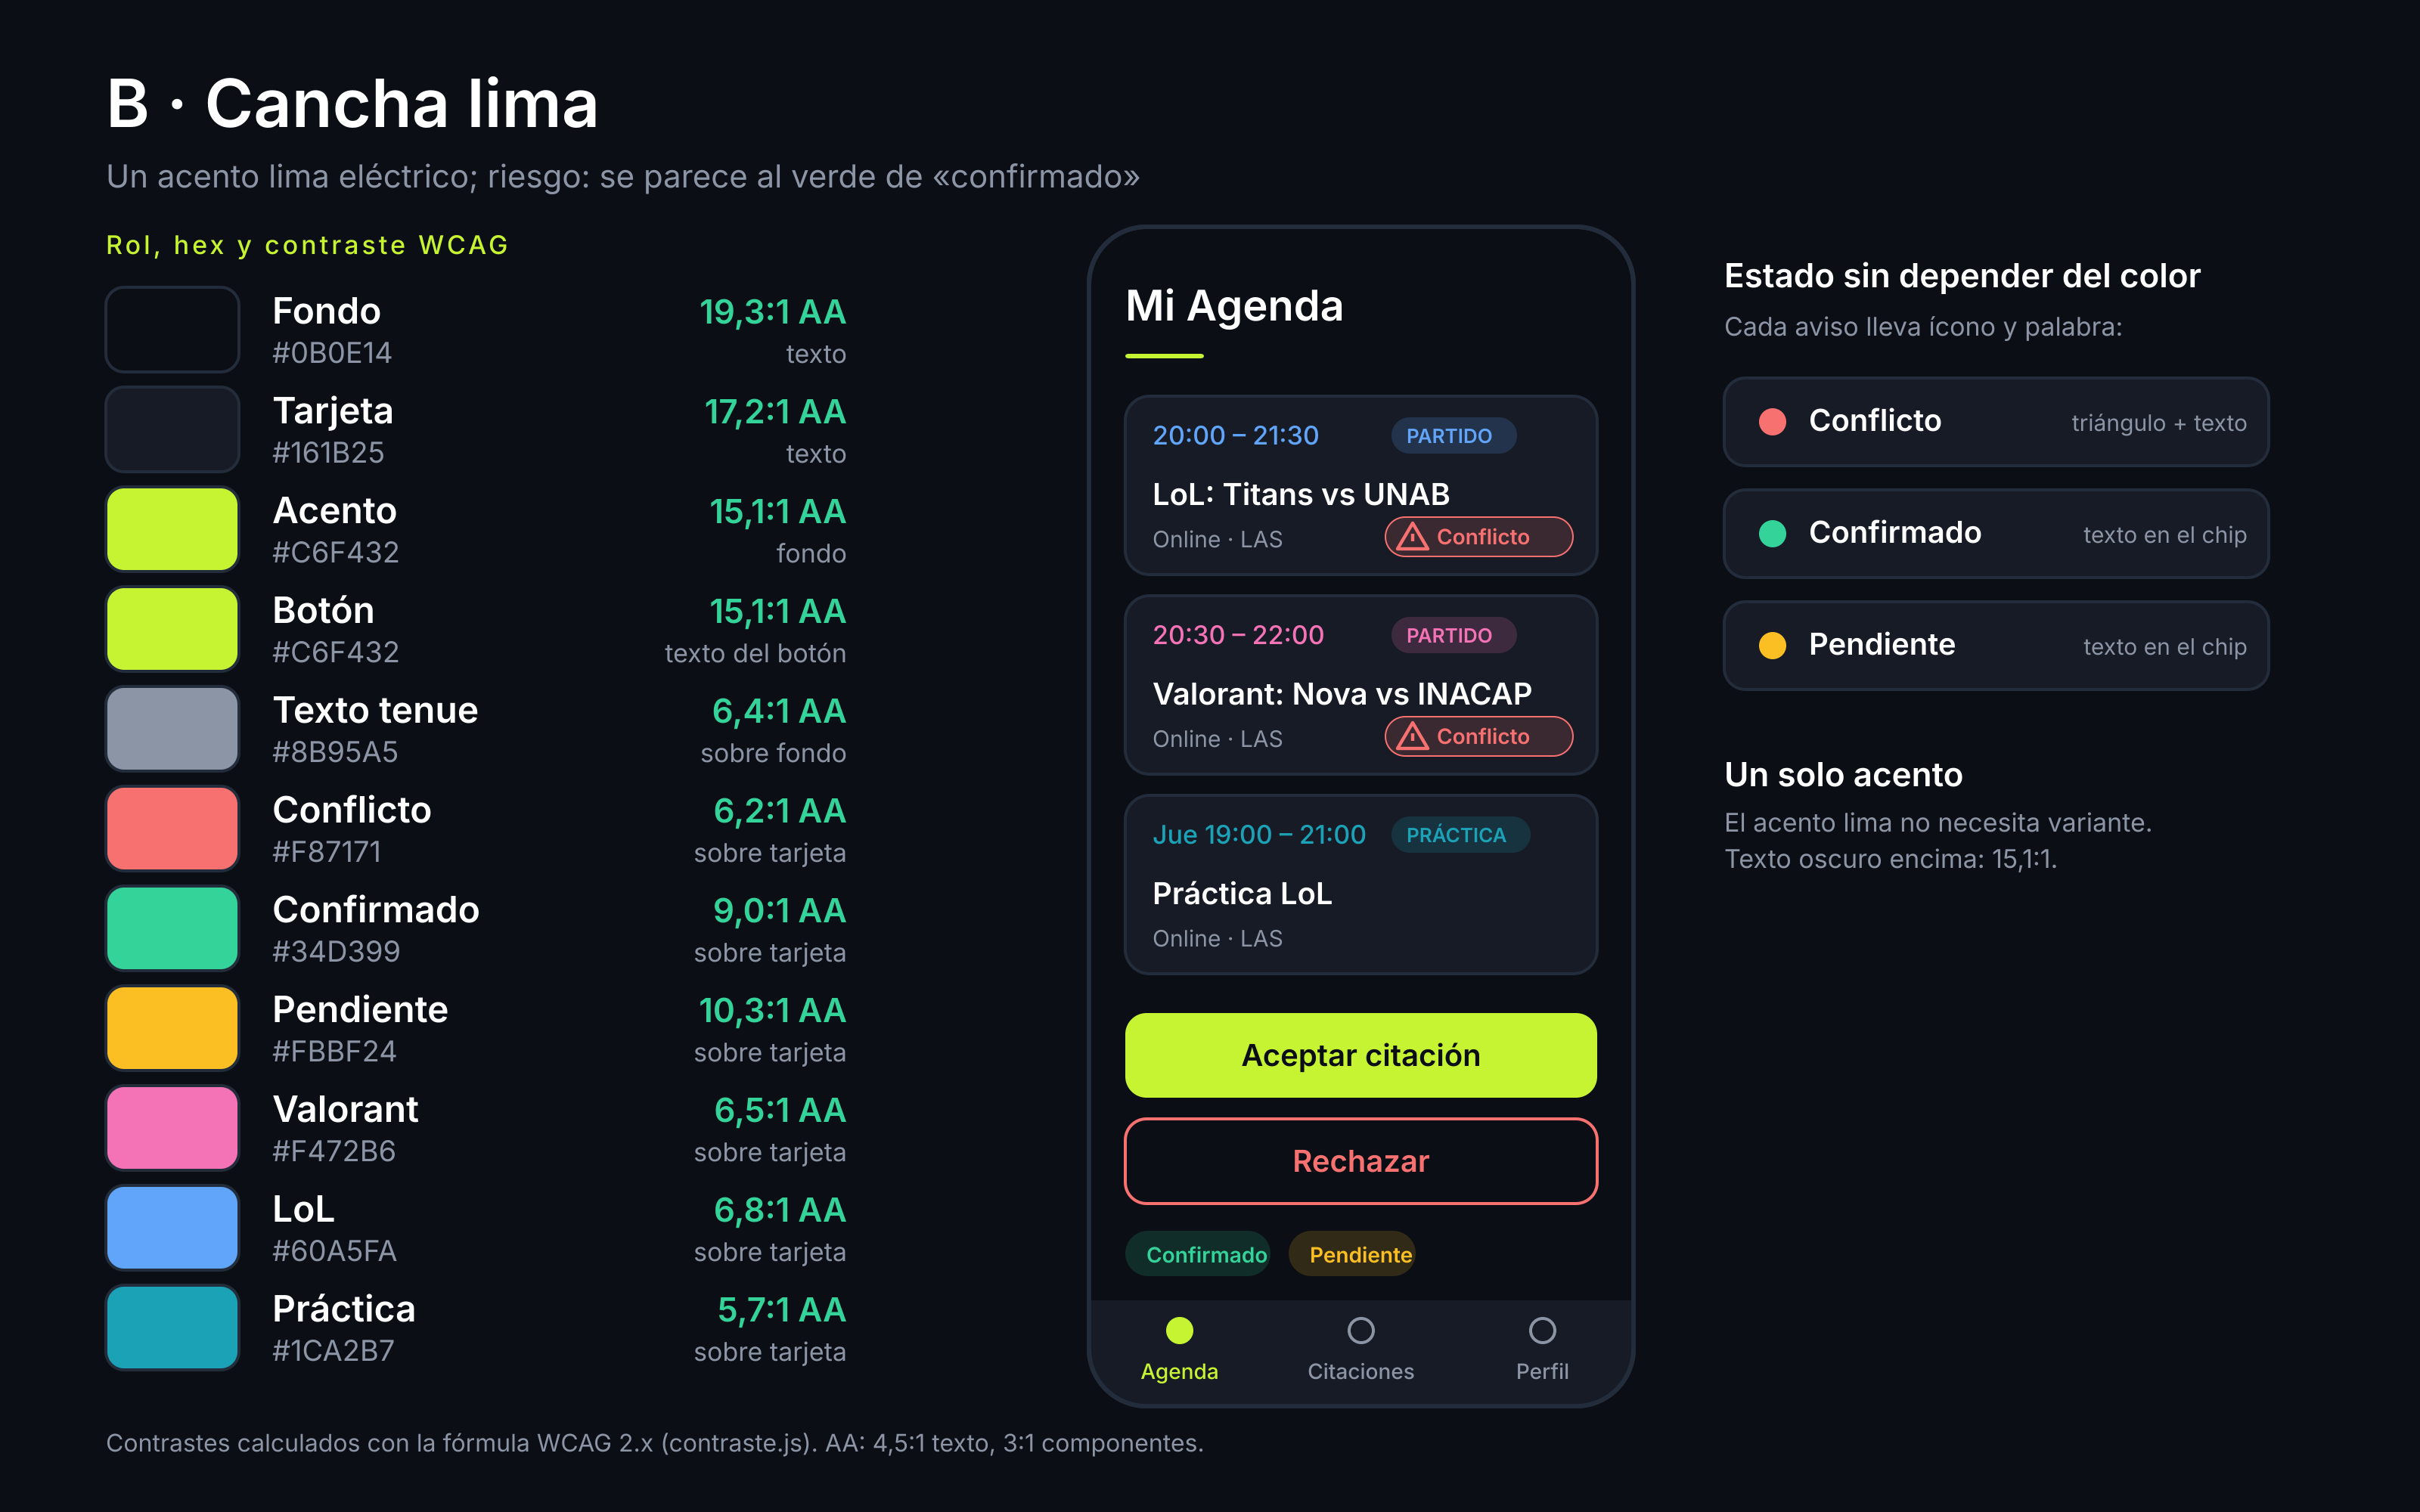 B · Cancha lima
Un acento lima eléctrico; riesgo: se parece al verde de «confirmado»
Rol, hex y contraste WCAG
Fondo
#0B0E14
19,3:1 AA
texto
Tarjeta
#161B25
17,2:1 AA
texto
Acento
#C6F432
15,1:1 AA
fondo
Botón
#C6F432
15,1:1 AA
texto del botón
Texto tenue
#8B95A5
6,4:1 AA
sobre fondo
Conflicto
#F87171
6,2:1 AA
sobre tarjeta
Confirmado
#34D399
9,0:1 AA
sobre tarjeta
Pendiente
#FBBF24
10,3:1 AA
sobre tarjeta
Valorant
#F472B6
6,5:1 AA
sobre tarjeta
LoL
#60A5FA
6,8:1 AA
sobre tarjeta
Práctica
#1CA2B7
5,7:1 AA
sobre tarjeta
Mi Agenda
20:00 – 21:30 PARTIDO
LoL: Titans vs UNAB
Online · LAS Conflicto
20:30 – 22:00 PARTIDO
Valorant: Nova vs INACAP
Online · LAS Conflicto
Jue 19:00 – 21:00 PRÁCTICA
Práctica LoL
Online · LAS
Aceptar citación
Rechazar
Confirmado Pendiente
Agenda Citaciones Perfil
Estado sin depender del color
Cada aviso lleva ícono y palabra:
Conflicto triángulo + texto
Confirmado texto en el chip
Pendiente texto en el chip
Un solo acento
El acento lima no necesita variante.
Texto oscuro encima: 15,1:1.
Contrastes calculados con la fórmula WCAG 2.x (contraste.js). AA: 4,5:1 texto, 3:1 componentes.